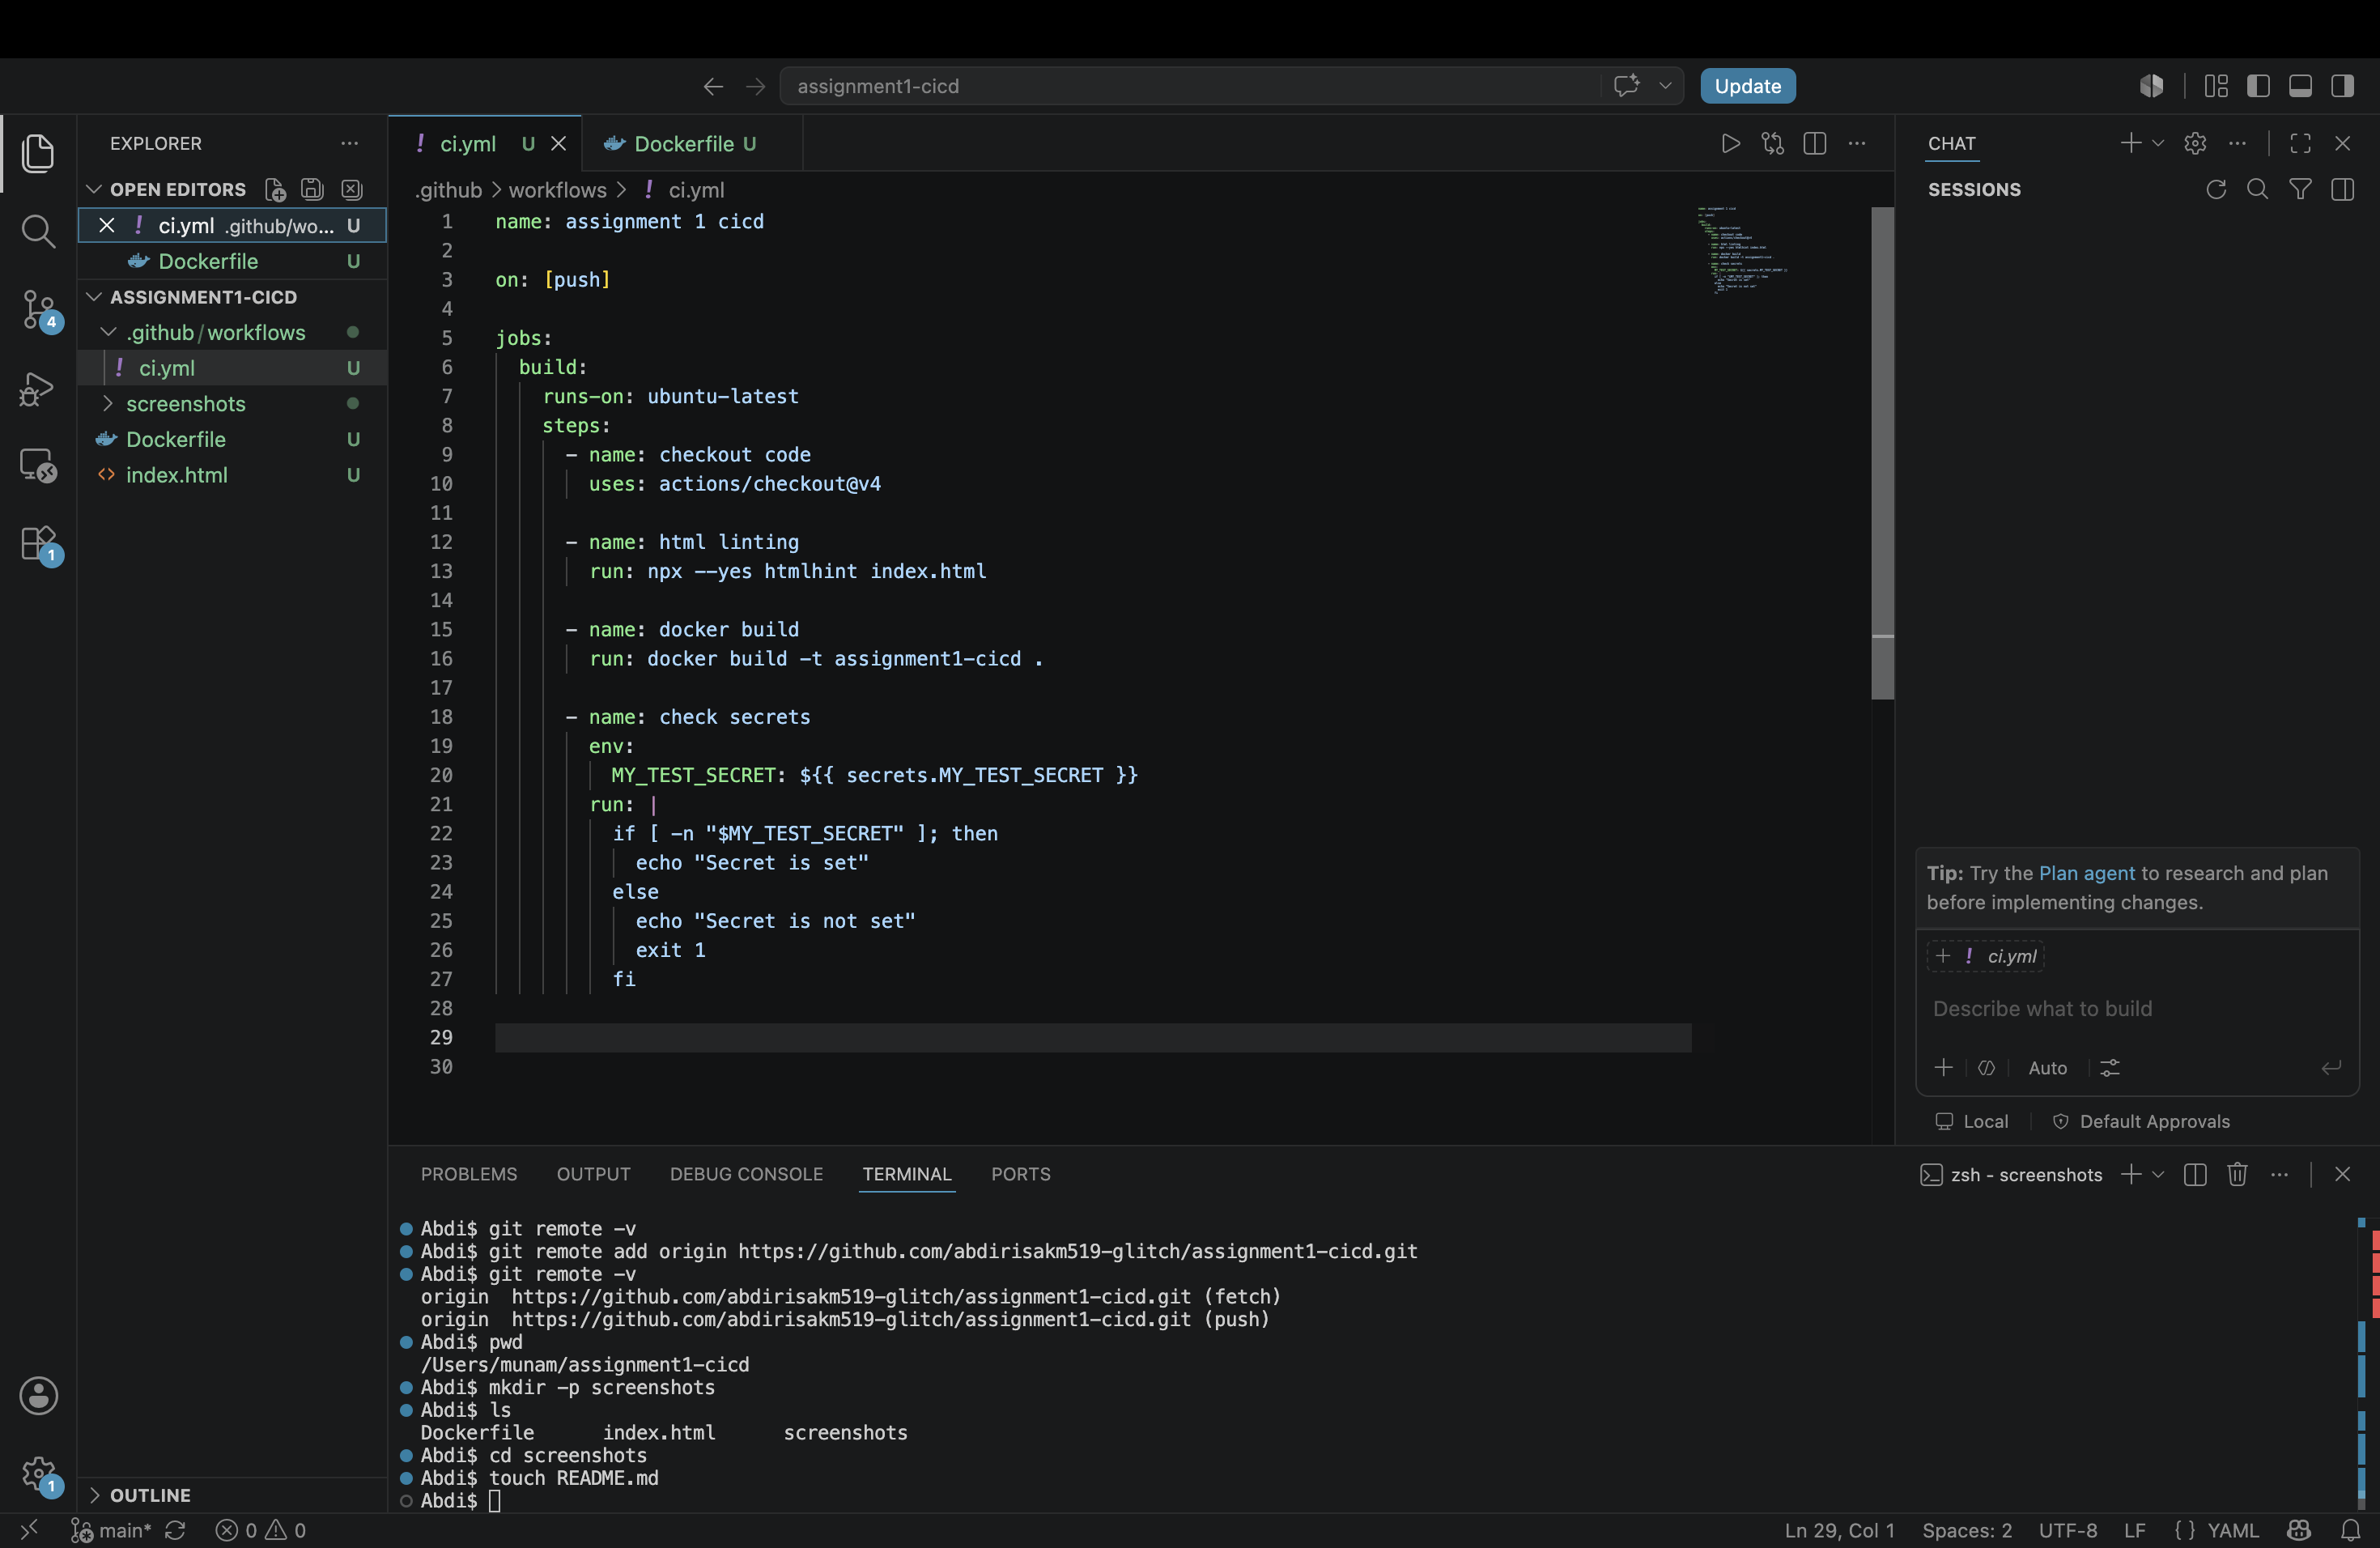 assignment1-cicd
Update
EXPLORER
OPEN EDITORS
ci.yml .github/wo... U
Dockerfile U
ASSIGNMENT1-CICD
.github/workflows
ci.yml U
screenshots
Dockerfile U
index.html U
OUTLINE
4
1
1
ci.yml U
Dockerfile U
.github > workflows > ! ci.yml
1 name: assignment 1 cicd
2
3 on: [push]
4
5 jobs:
6 build:
7 runs-on: ubuntu-latest
8 steps:
9 - name: checkout code
10 uses: actions/checkout@v4
11
12 - name: html linting
13 run: npx --yes htmlhint index.html
14
15 - name: docker build
16 run: docker build -t assignment1-cicd .
17
18 - name: check secrets
19 env:
20 MY_TEST_SECRET: ${{ secrets.MY_TEST_SECRET }}
21 run: |
22 if [ -n "$MY_TEST_SECRET" ]; then
23 echo "Secret is set"
24 else
25 echo "Secret is not set"
26 exit 1
27 fi
28
29
30
CHAT
SESSIONS
Tip: Try the Plan agent to research and plan
before implementing changes.
ci.yml
Describe what to build
Auto
Local
Default Approvals
PROBLEMS OUTPUT DEBUG CONSOLE TERMINAL PORTS
zsh - screenshots
Abdi$ git remote -v
Abdi$ git remote add origin https://github.com/abdirisakm519-glitch/assignment1-cicd.git
Abdi$ git remote -v
origin https://github.com/abdirisakm519-glitch/assignment1-cicd.git (fetch)
origin https://github.com/abdirisakm519-glitch/assignment1-cicd.git (push)
Abdi$ pwd
/Users/munam/assignment1-cicd
Abdi$ mkdir -p screenshots
Abdi$ ls
Dockerfile index.html screenshots
Abdi$ cd screenshots
Abdi$ touch README.md
Abdi$
main* 0 0
Ln 29, Col 1 Spaces: 2 UTF-8 LF {} YAML